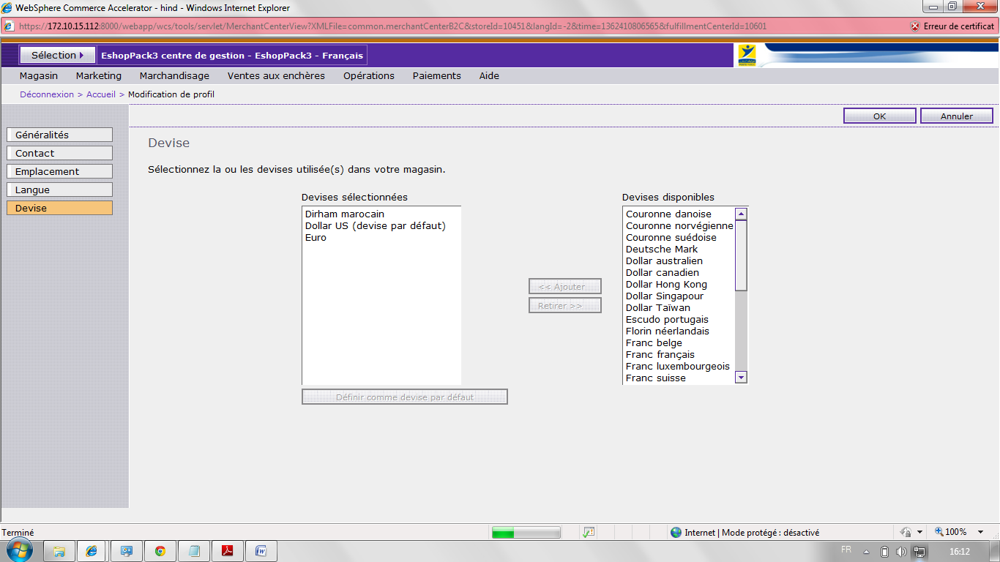 WebSphere Commerce Accelerator - hind - Windows Internet Explorer
https://172.10.15.112:8000/webapp/wcs/tools/servlet/MerchantCenterView?XMLFile=common.merchantCenterB2C&storeId=10451&langId=-2&time=1362410806565&fulfillmentCenterId=10601
Erreur de certificat
Sélection
EshopPack3 centre de gestion - EshopPack3 - Français
Magasin Marketing Marchandisage Ventes aux enchères Opérations Paiements Aide
Déconnexion > Accueil > Modification de profil
OK Annuler
Généralités
Contact
Emplacement
Langue
Devise
Devise
Sélectionnez la ou les devises utilisée(s) dans votre magasin.
Devises sélectionnées
Dirham marocain
Dollar US (devise par défaut)
Euro
<< Ajouter
Retirer >>
Définir comme devise par défaut
Devises disponibles
Couronne danoise
Couronne norvégienne
Couronne suédoise
Deutsche Mark
Dollar australien
Dollar canadien
Dollar Hong Kong
Dollar Singapour
Dollar Taïwan
Escudo portugais
Florin néerlandais
Franc belge
Franc français
Franc luxembourgeois
Franc suisse
Terminé
Internet | Mode protégé : désactivé
100%
FR
16:12